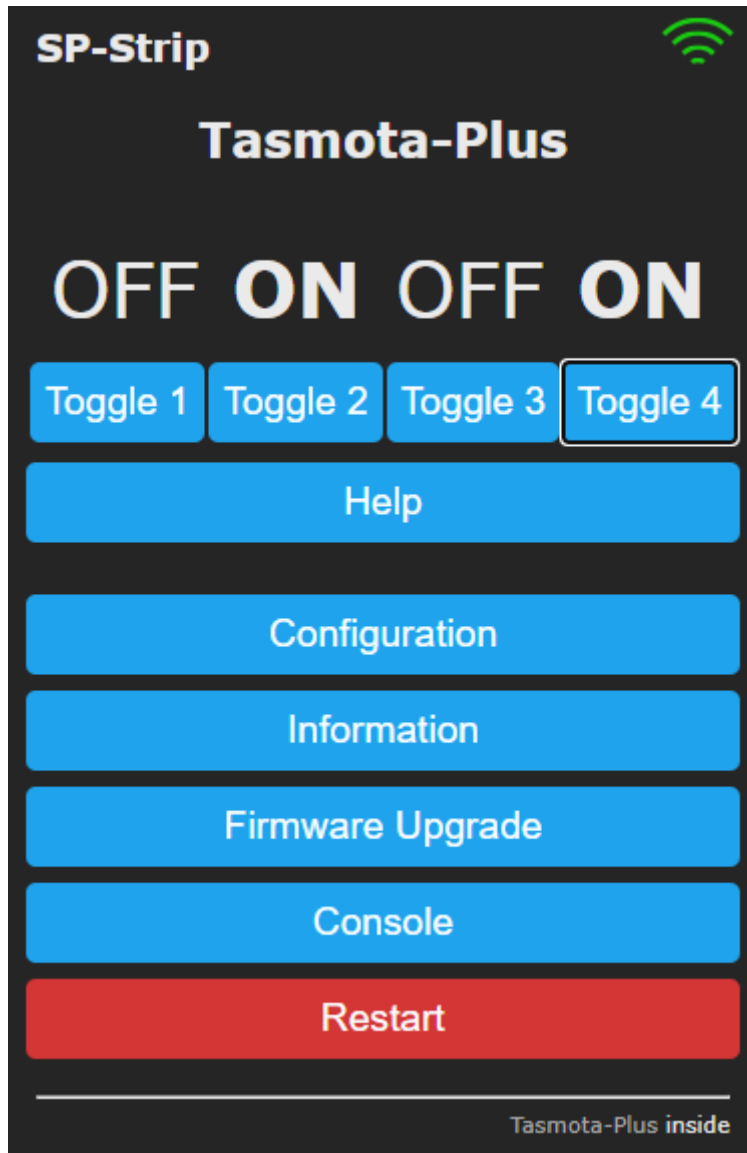 SP-Strip
Tasmota-Plus
OFF ON OFF ON
Toggle 1 Toggle 2 Toggle 3 Toggle 4
Help
Configuration
Information
Firmware Upgrade
Console
Restart
Tasmota-Plus inside